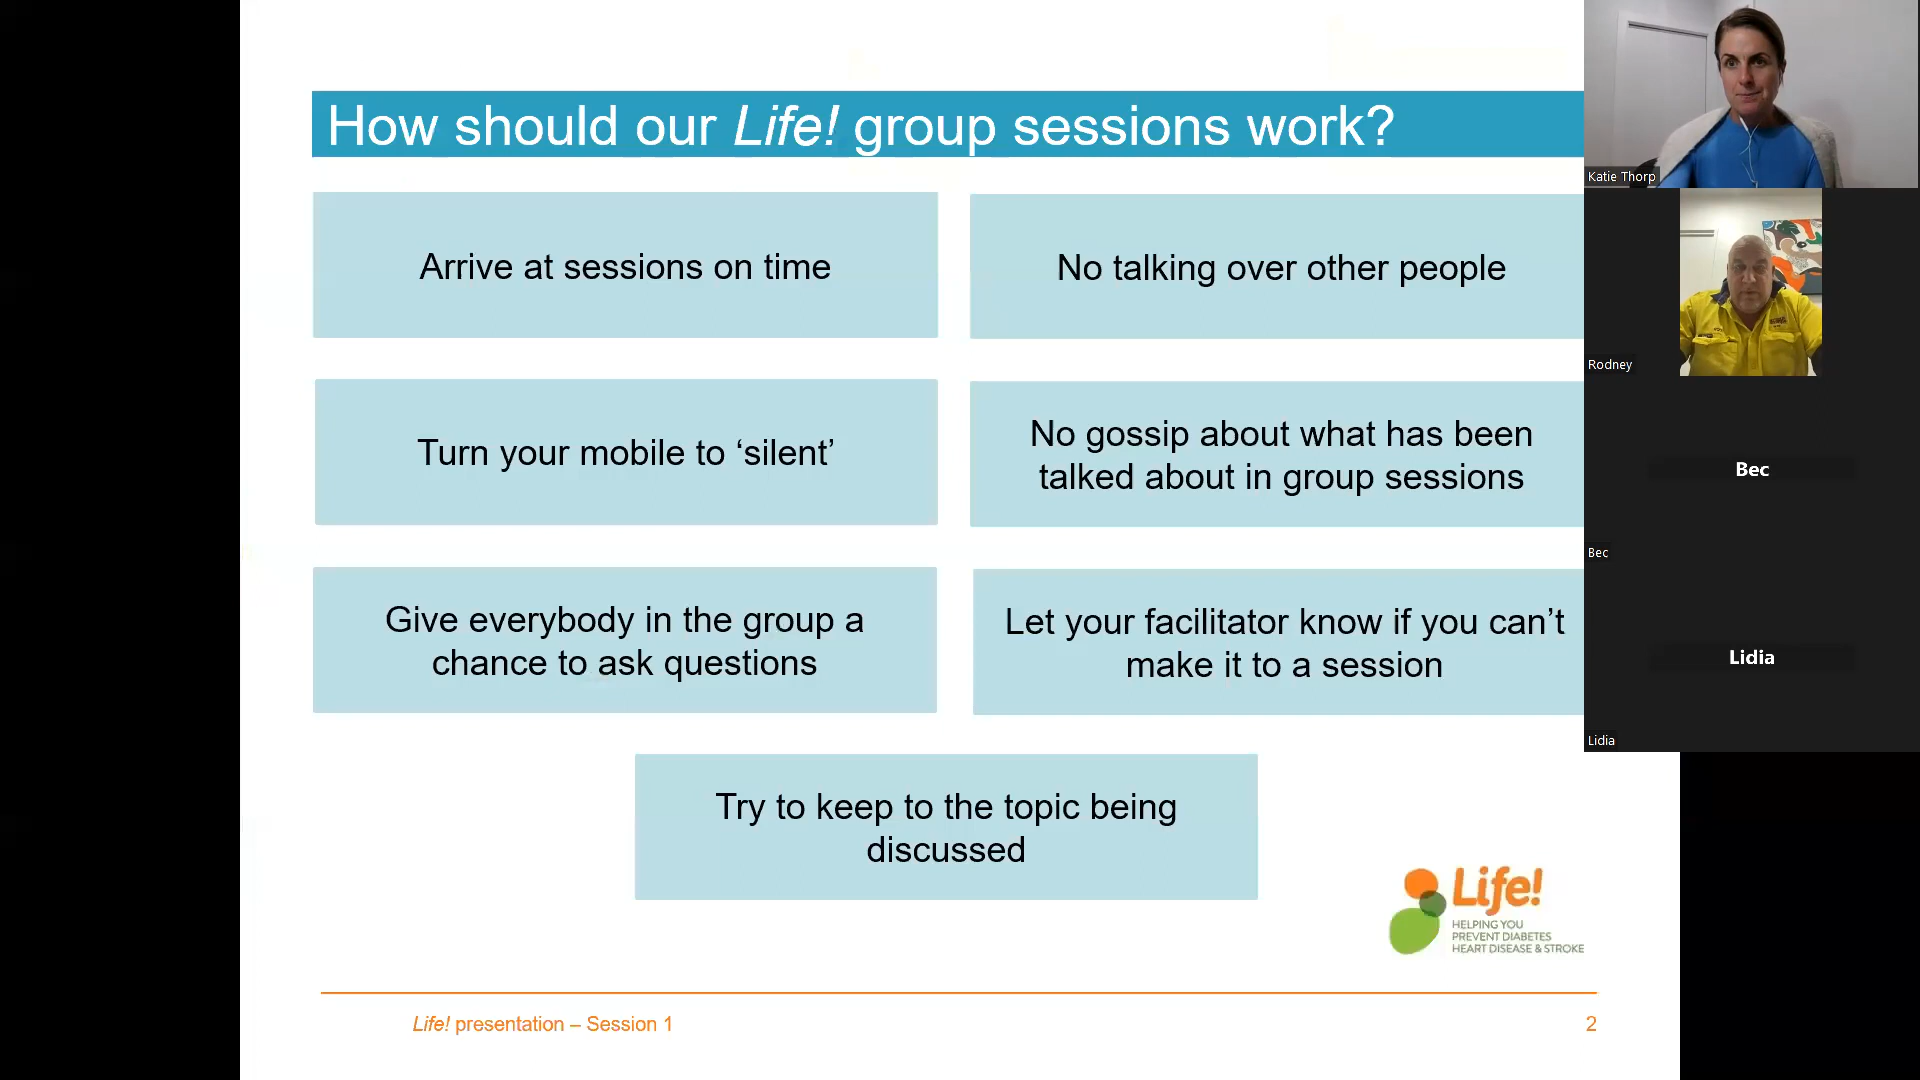 How should our Life! group sessions work?
Arrive at sessions on time
No talking over other people
Turn your mobile to ‘silent’
No gossip about what has been
talked about in group sessions
Give everybody in the group a
chance to ask questions
Let your facilitator know if you can’t
make it to a session
Try to keep to the topic being
discussed
Life!
HELPING YOU
PREVENT DIABETES
HEART DISEASE & STROKE
Life! presentation – Session 1
2
Katie Thorp
Rodney
Bec
Bec
Lidia
Lidia